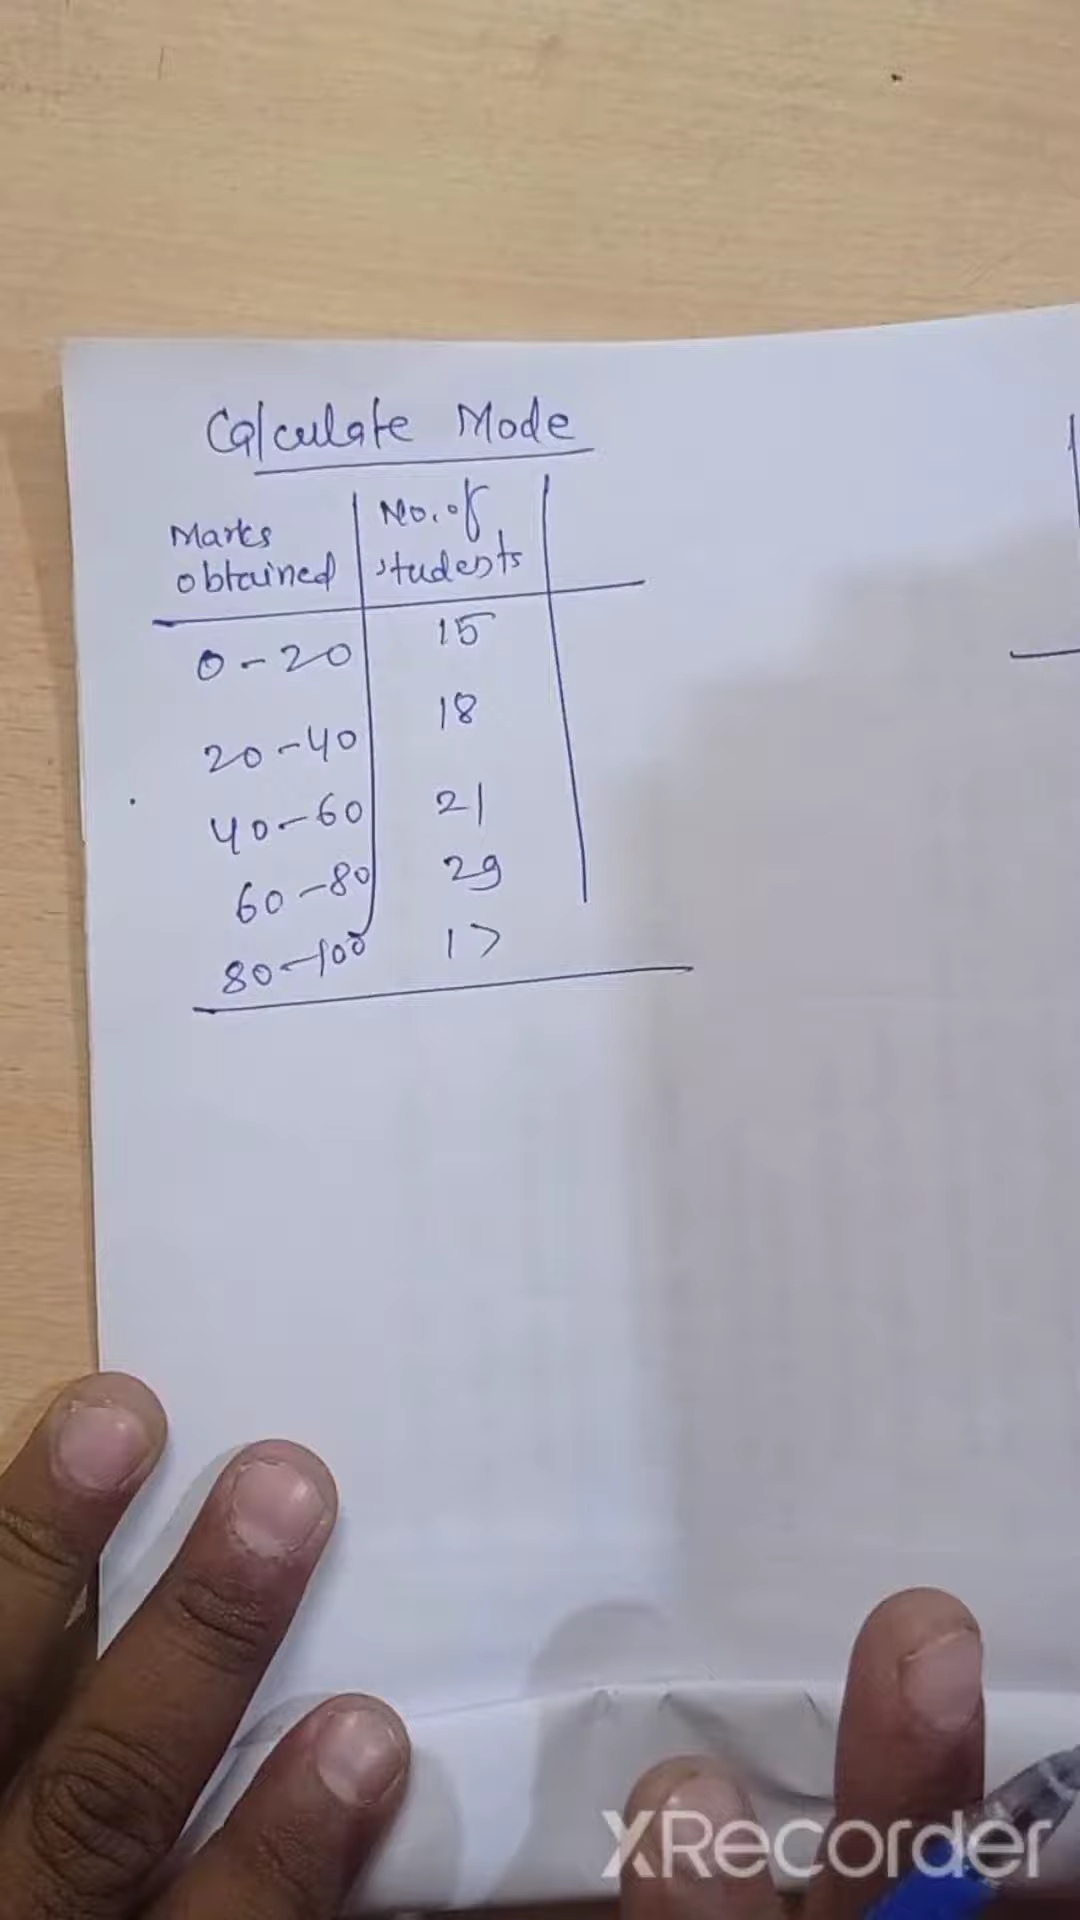 Calculate Mode
Marks obtained | No. of students
0-20 15
20-40 18
40-60 21
60-80 29
80-100 17
XRecorder